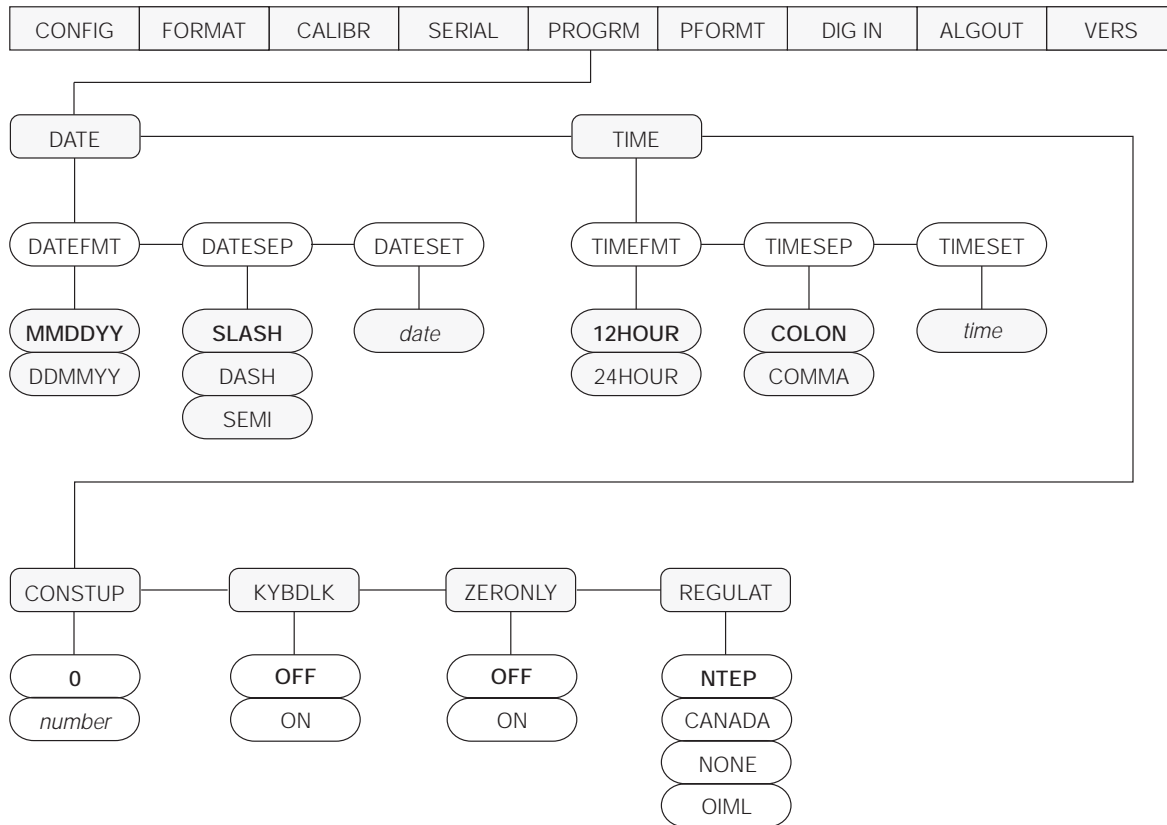 CONFIG FORMAT CALIBR SERIAL PROGRM PFORMT DIG IN ALGOUT VERS
DATE TIME
DATEFMT DATESEP DATESET TIMEFMT TIMESEP TIMESET
MMDDYY SLASH date 12HOUR COLON time
DDMMYY DASH 24HOUR COMMA
SEMI
CONSTUP KYBDLK ZERONLY REGULAT
0 OFF OFF NTEP
number ON ON CANADA
NONE
OIML